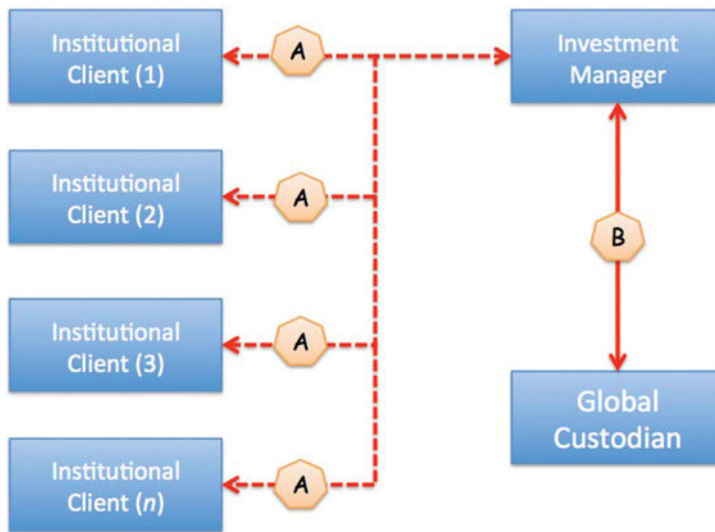 Institutional
Client (1)
A
Investment
Manager
Institutional
Client (2)
A
B
Institutional
Client (3)
A
Global
Custodian
Institutional
Client (n)
A